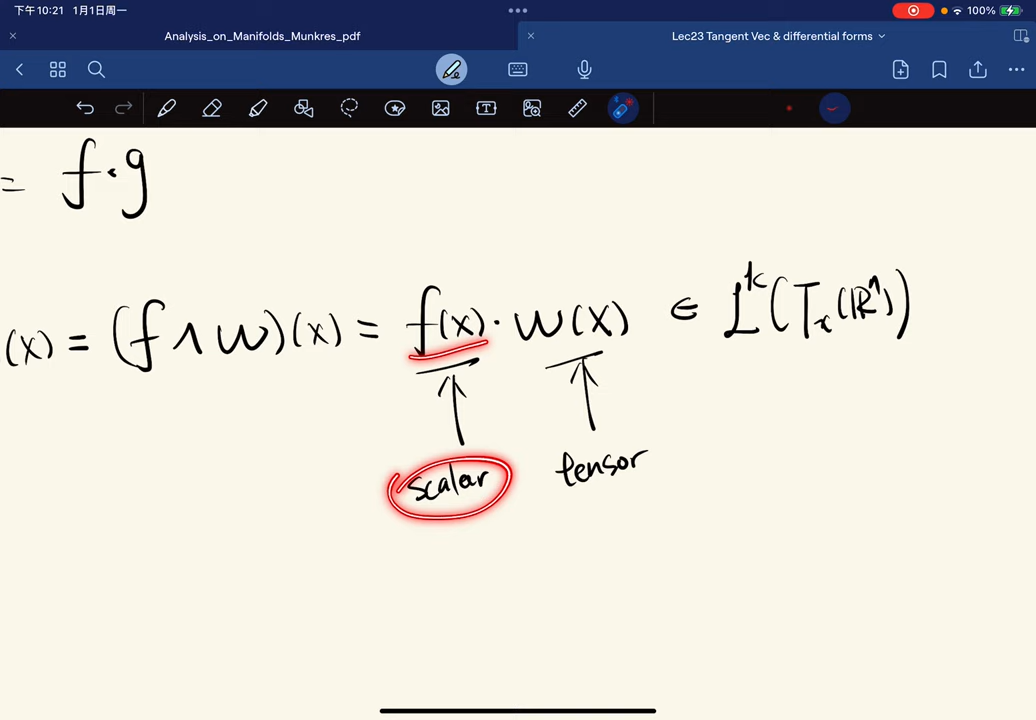 下午10:21 1月1日周一
100%
Analysis_on_Manifolds_Munkres_pdf
Lec23 Tangent Vec & differential forms
= f·g
(x) = (f ∧ ω)(x) = f(x) · ω(x) ∈ L^k(T_x(ℝ^n))
scalar
tensor